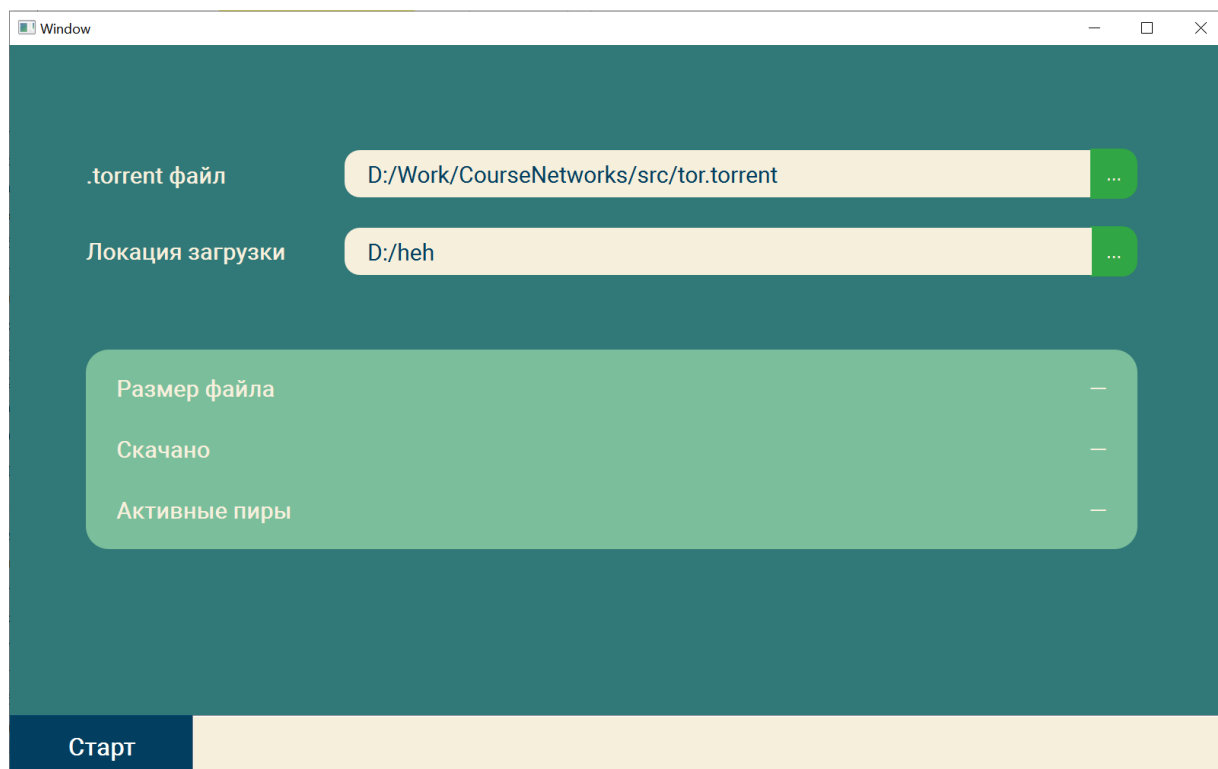 Window
.torrent файл D:/Work/CourseNetworks/src/tor.torrent ...
Локация загрузки D:/heh ...
Размер файла —
Скачано —
Активные пиры —
Старт